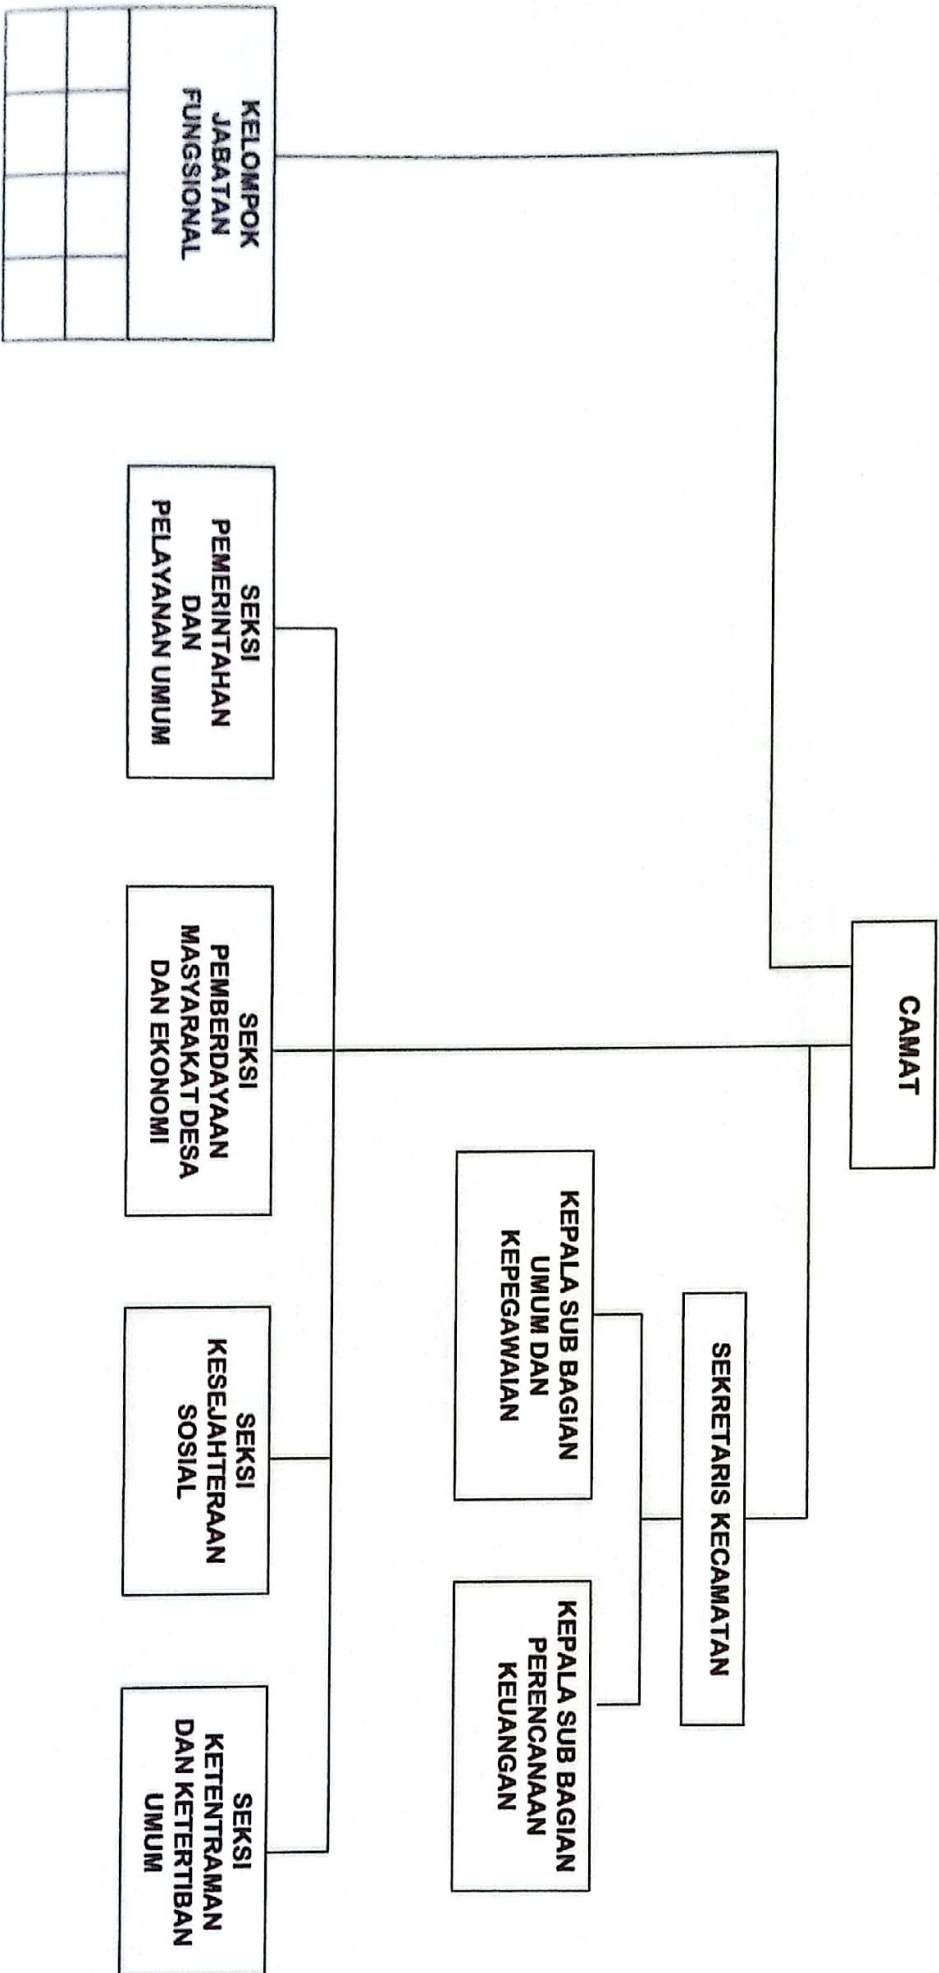 CAMAT
SEKRETARIS KECAMATAN
KEPALA SUB BAGIAN
UMUM DAN
KEPEGAWAIAN
KEPALA SUB BAGIAN
PERENCANAAN
KEUANGAN
KELOMPOK
JABATAN
FUNGSIONAL
SEKSI
PEMERINTAHAN
DAN
PELAYANAN UMUM
SEKSI
PEMBERDAYAAN
MASYARAKAT DESA
DAN EKONOMI
SEKSI
KESEJAHTERAAN
SOSIAL
SEKSI
KETENTRAMAN
DAN KETERTIBAN
UMUM